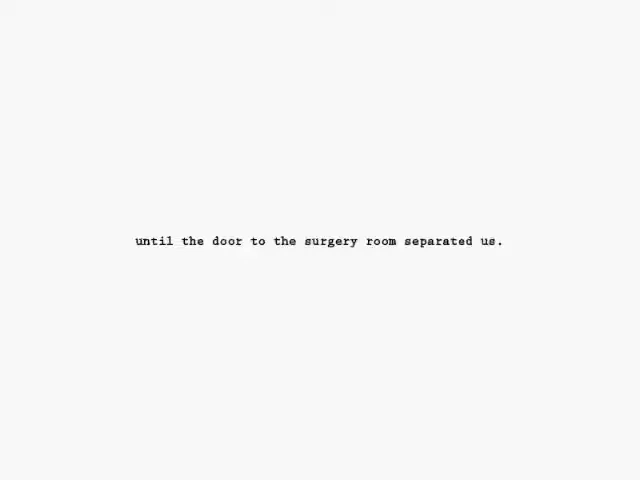 until the door to the surgery room separated us.